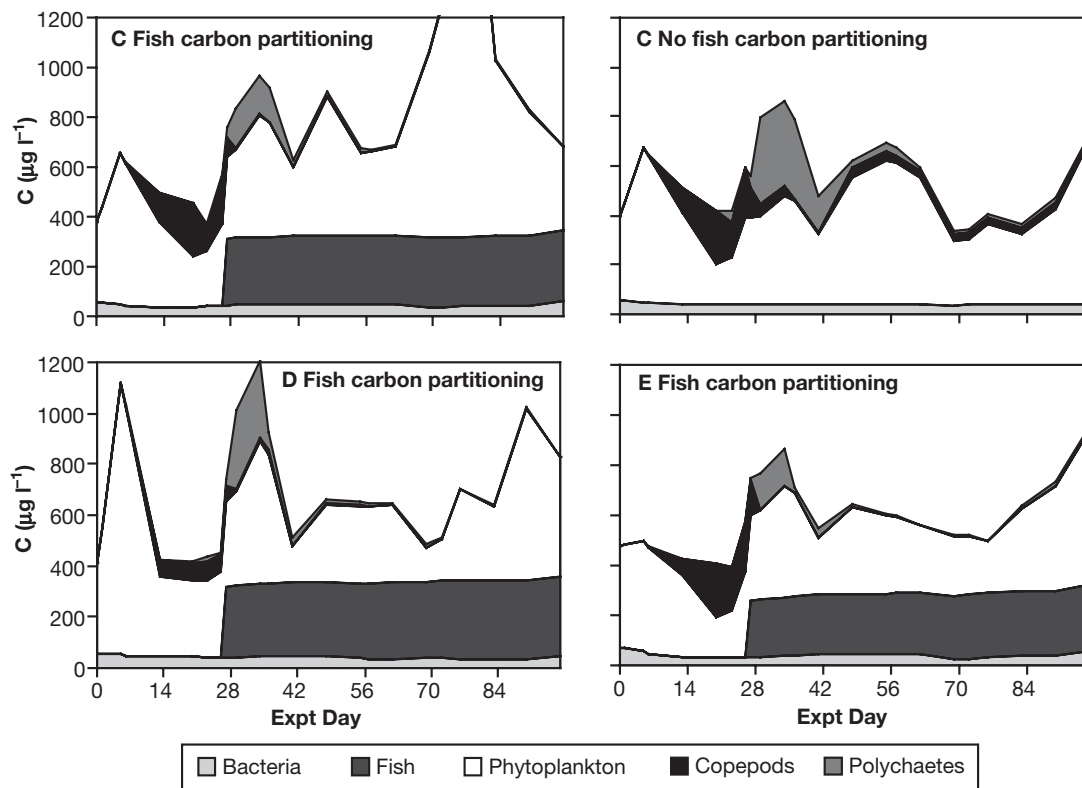 C Fish carbon partitioning
C No fish carbon partitioning
1200
1000
800
600
400
200
0
C (µg l⁻¹)
D Fish carbon partitioning
E Fish carbon partitioning
1200
1000
800
600
400
200
0
C (µg l⁻¹)
0 14 28 42 56 70 84
0 14 28 42 56 70 84
Expt Day
Expt Day
Bacteria Fish Phytoplankton Copepods Polychaetes